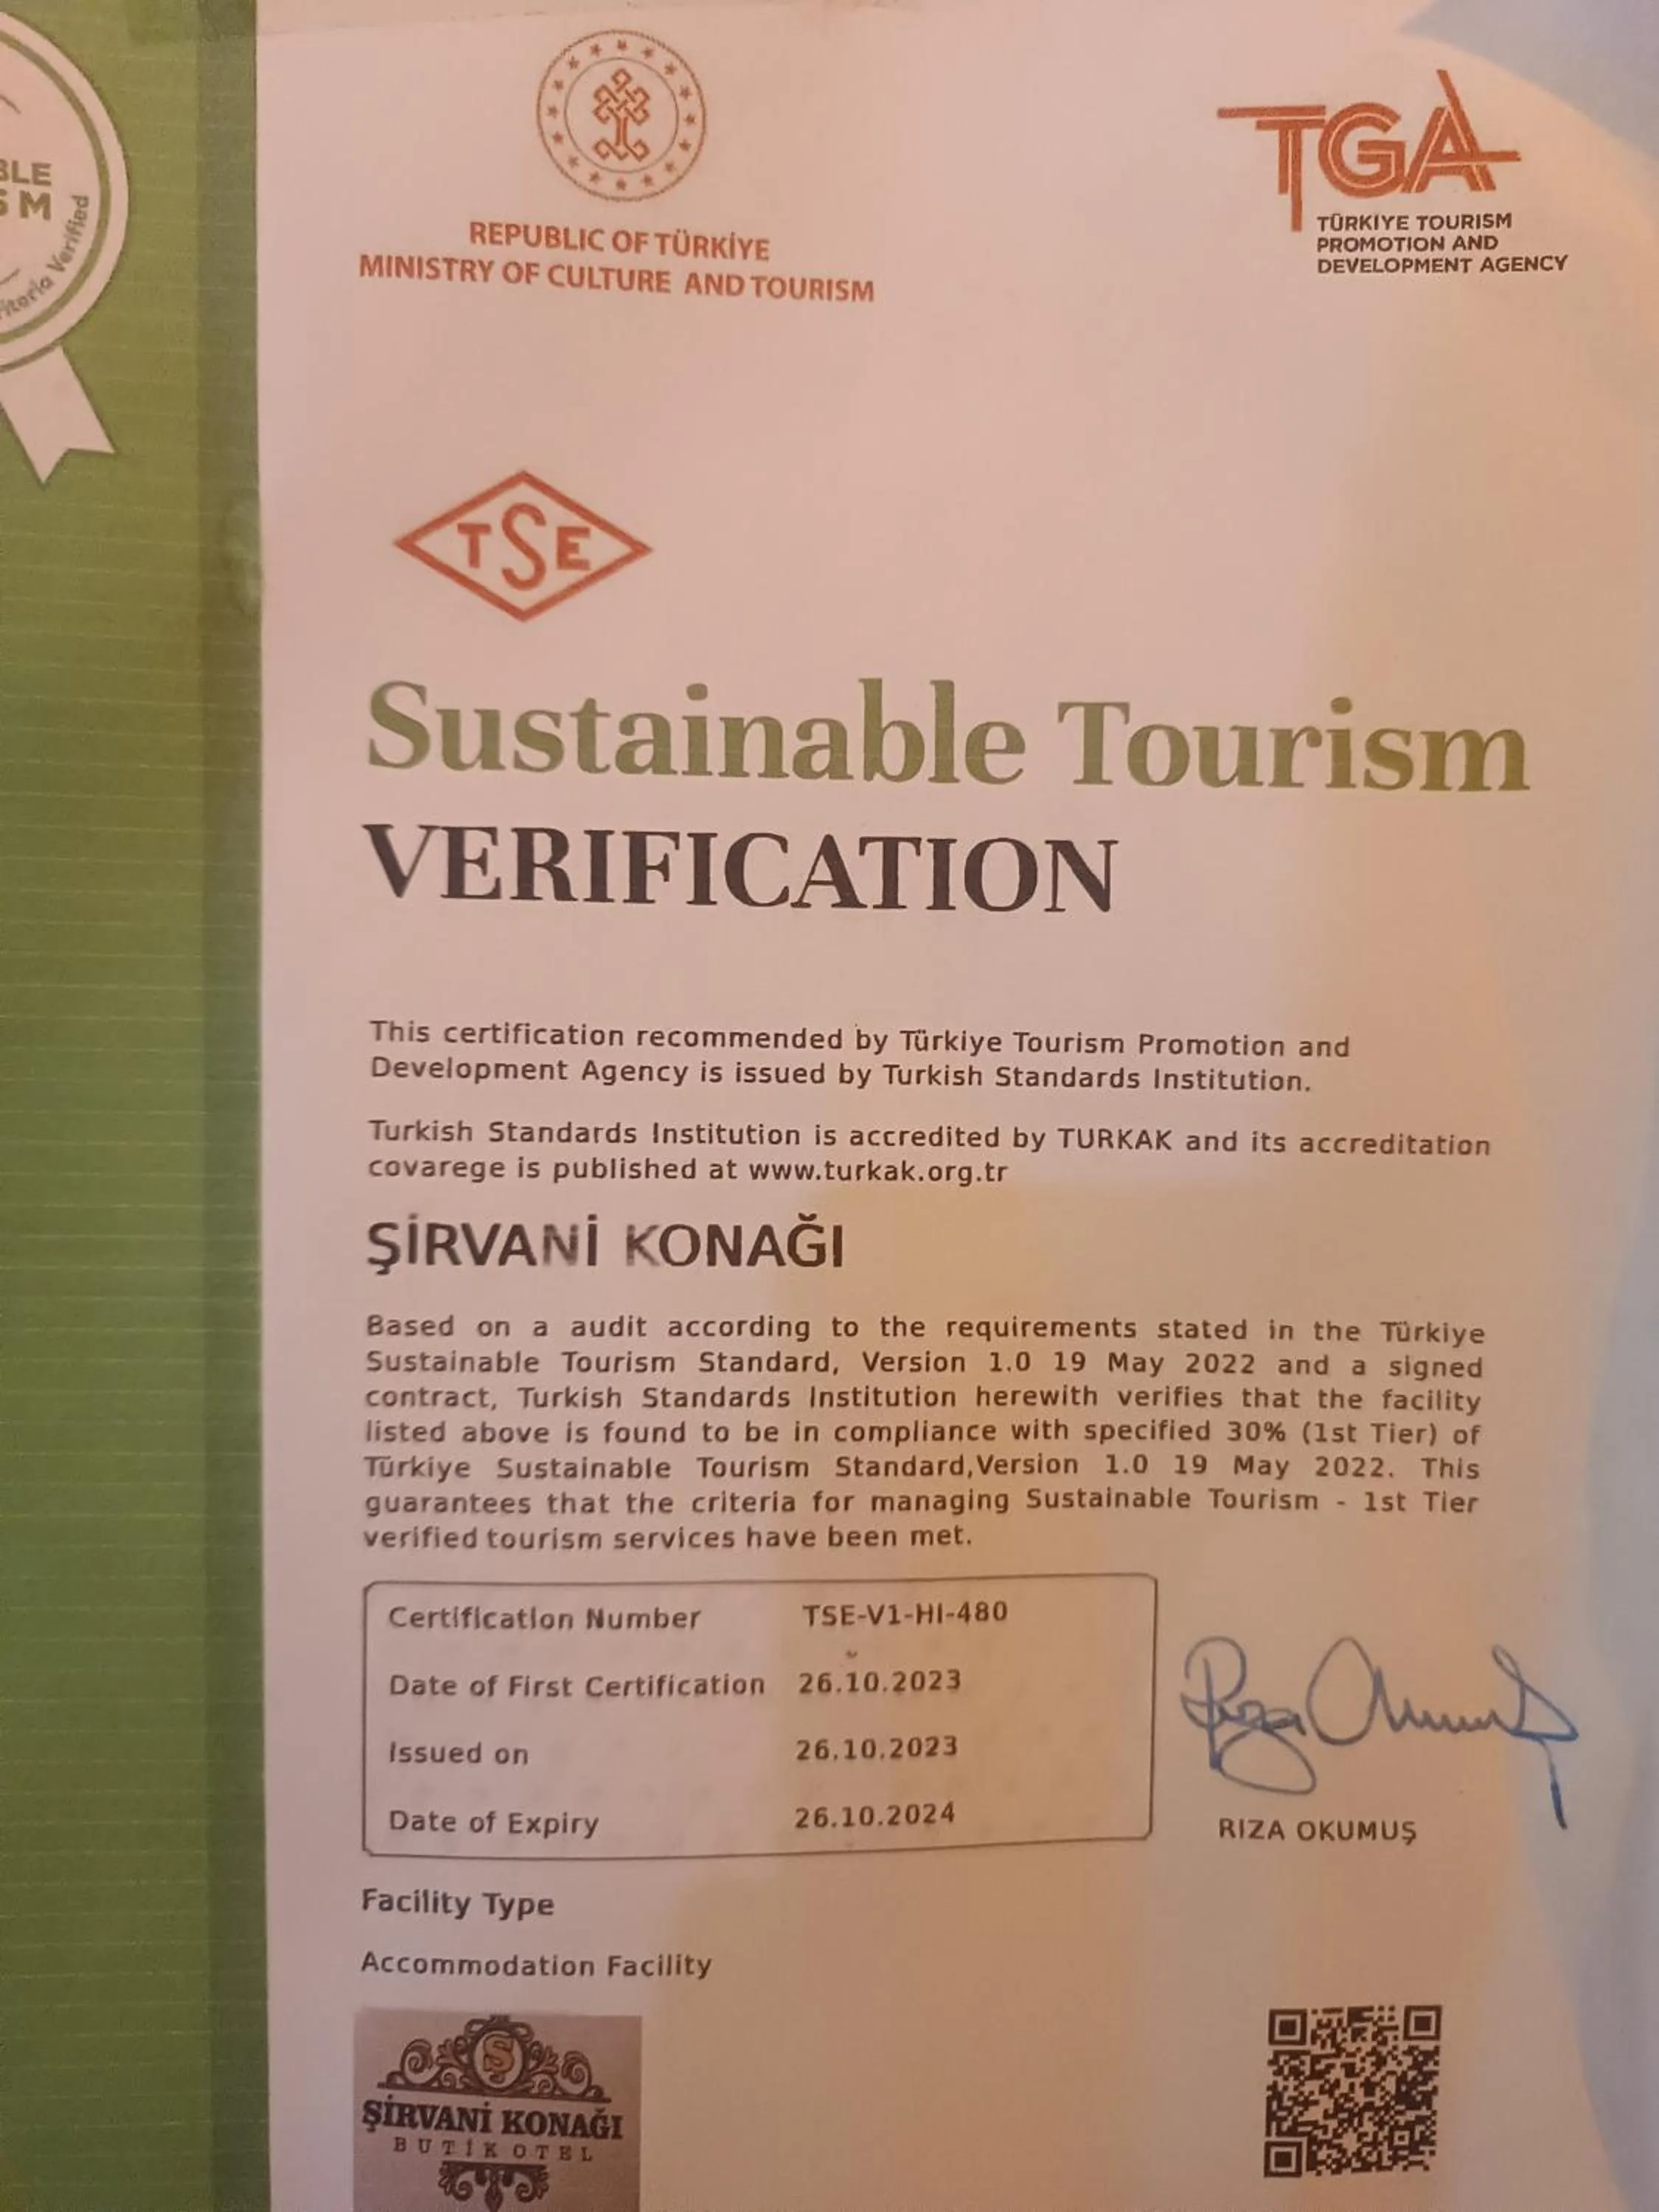 BLE
SM
Verified
REPUBLIC OF TÜRKİYE
MINISTRY OF CULTURE AND TOURISM
TGA
TÜRKİYE TOURISM
PROMOTION AND
DEVELOPMENT AGENCY
TSE
Sustainable Tourism
VERIFICATION
This certification recommended by Türkiye Tourism Promotion and
Development Agency is issued by Turkish Standards Institution.
Turkish Standards Institution is accredited by TURKAK and its accreditation
covarege is published at www.turkak.org.tr
ŞİRVANİ KONAĞI
Based on a audit according to the requirements stated in the Türkiye
Sustainable Tourism Standard, Version 1.0 19 May 2022 and a signed
contract, Turkish Standards Institution herewith verifies that the facility
listed above is found to be in compliance with specified 30% (1st Tier) of
Türkiye Sustainable Tourism Standard,Version 1.0 19 May 2022. This
guarantees that the criteria for managing Sustainable Tourism - 1st Tier
verified tourism services have been met.
Certification Number TSE-V1-HI-480
Date of First Certification 26.10.2023
Issued on 26.10.2023
Date of Expiry 26.10.2024
Rıza Okumuş
RIZA OKUMUŞ
Facility Type
Accommodation Facility
Ş
ŞİRVANİ KONAĞI
BUTİK OTEL